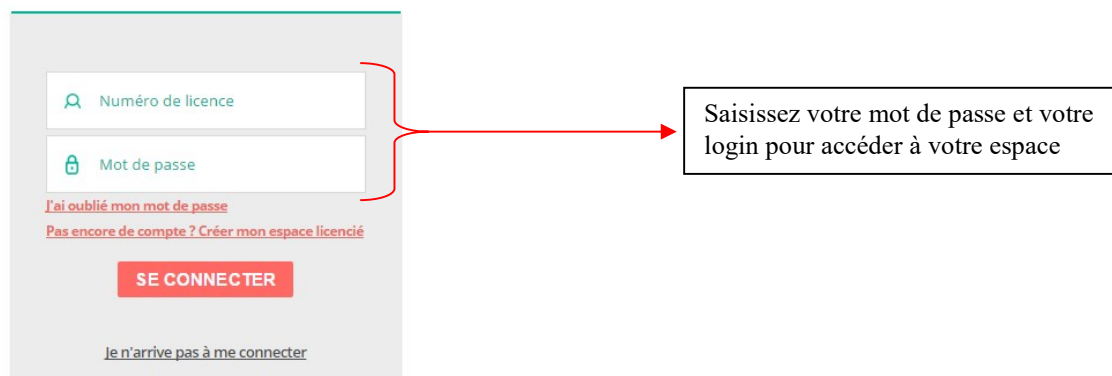 Numéro de licence
Mot de passe
J'ai oublié mon mot de passe
Pas encore de compte ? Créer mon espace licencié
SE CONNECTER
Je n'arrive pas à me connecter
Saisissez votre mot de passe et votre
login pour accéder à votre espace